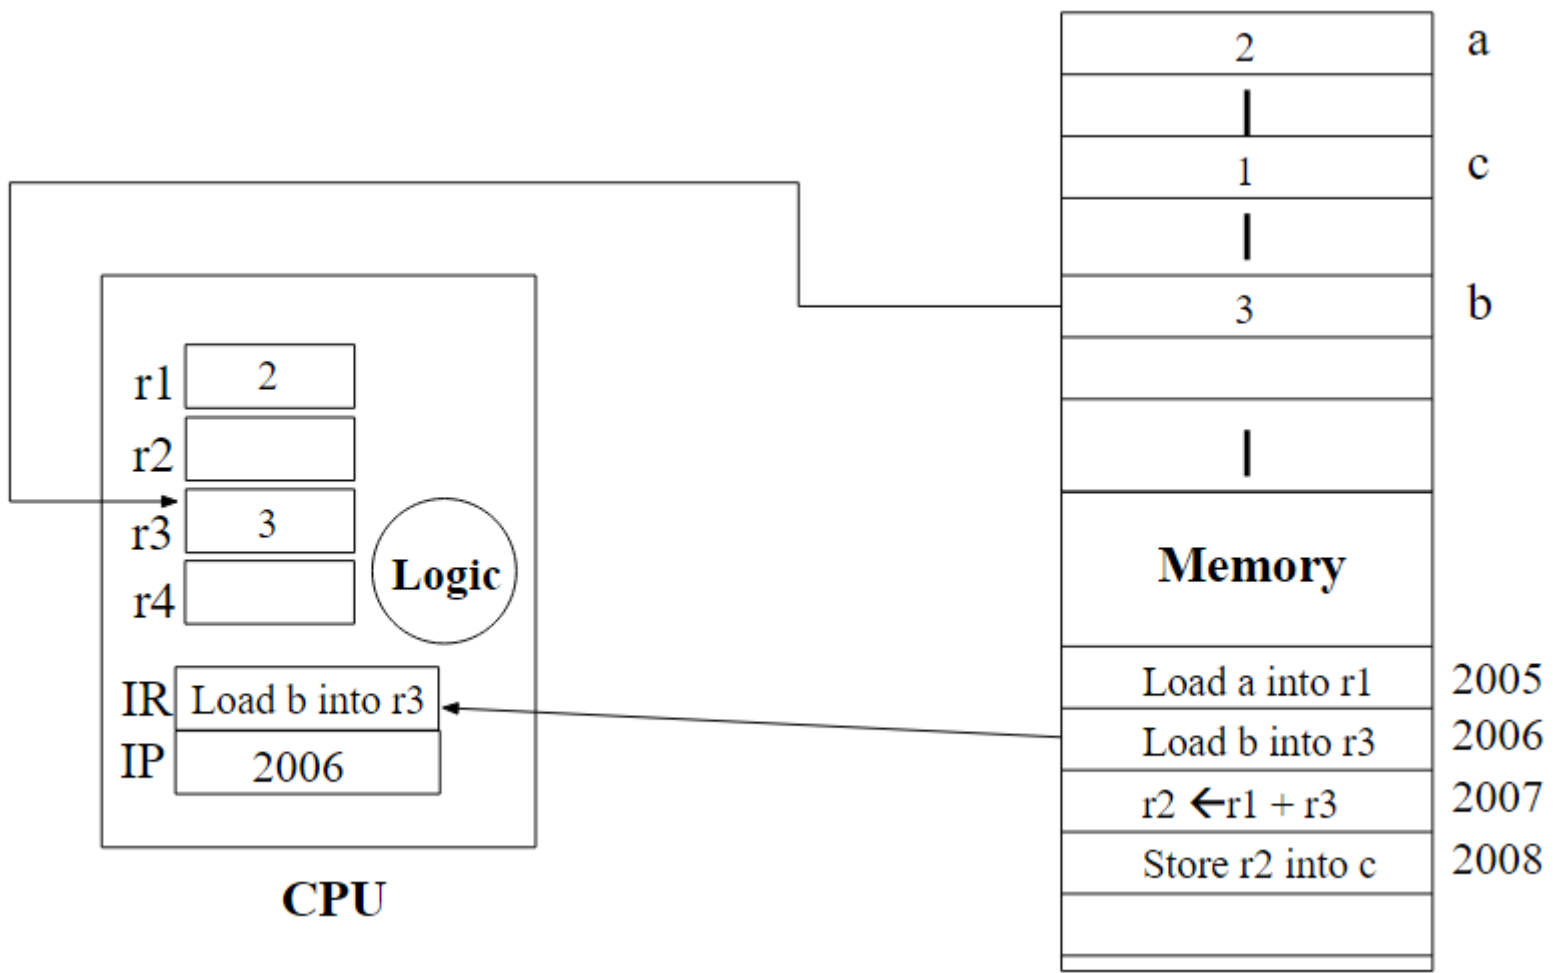 2 a
1 c
3 b
r1 2
r2
r3 3
r4
Logic
IR Load b into r3
IP 2006
CPU
Memory
Load a into r1 2005
Load b into r3 2006
r2 ←r1 + r3 2007
Store r2 into c 2008